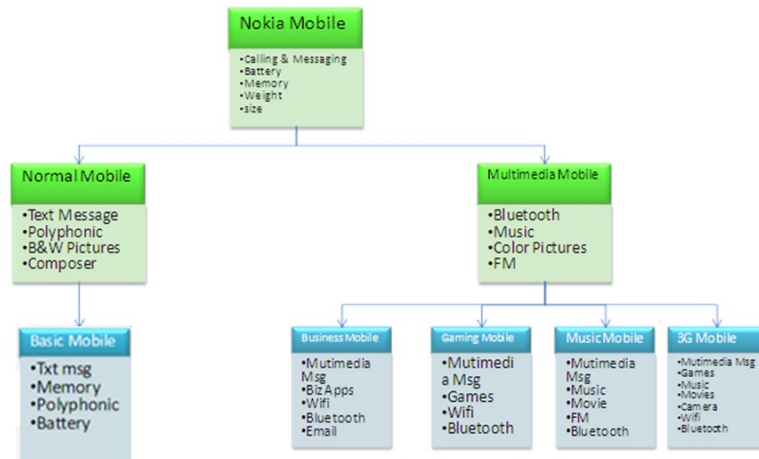 Nokia Mobile
•Calling & Messaging
•Battery
•Memory
•Weight
•size
Normal Mobile
•Text Message
•Polyphonic
•B&W Pictures
•Composer
Multimedia Mobile
•Bluetooth
•Music
•Color Pictures
•FM
Basic Mobile
•Txt msg
•Memory
•Polyphonic
•Battery
Business Mobile
•Mutimedia
Msg
•Biz Apps
•Wifi
•Bluetooth
•Email
Gaming Mobile
•Mutimedi
a Msg
•Games
•Wifi
•Bluetooth
Music Mobile
•Mutimedia
Msg
•Music
•Movie
•FM
•Bluetooth
3G Mobile
•Mutimedia Msg
•Games
•Music
•Movies
•Camera
•Wifi
•Bluetooth